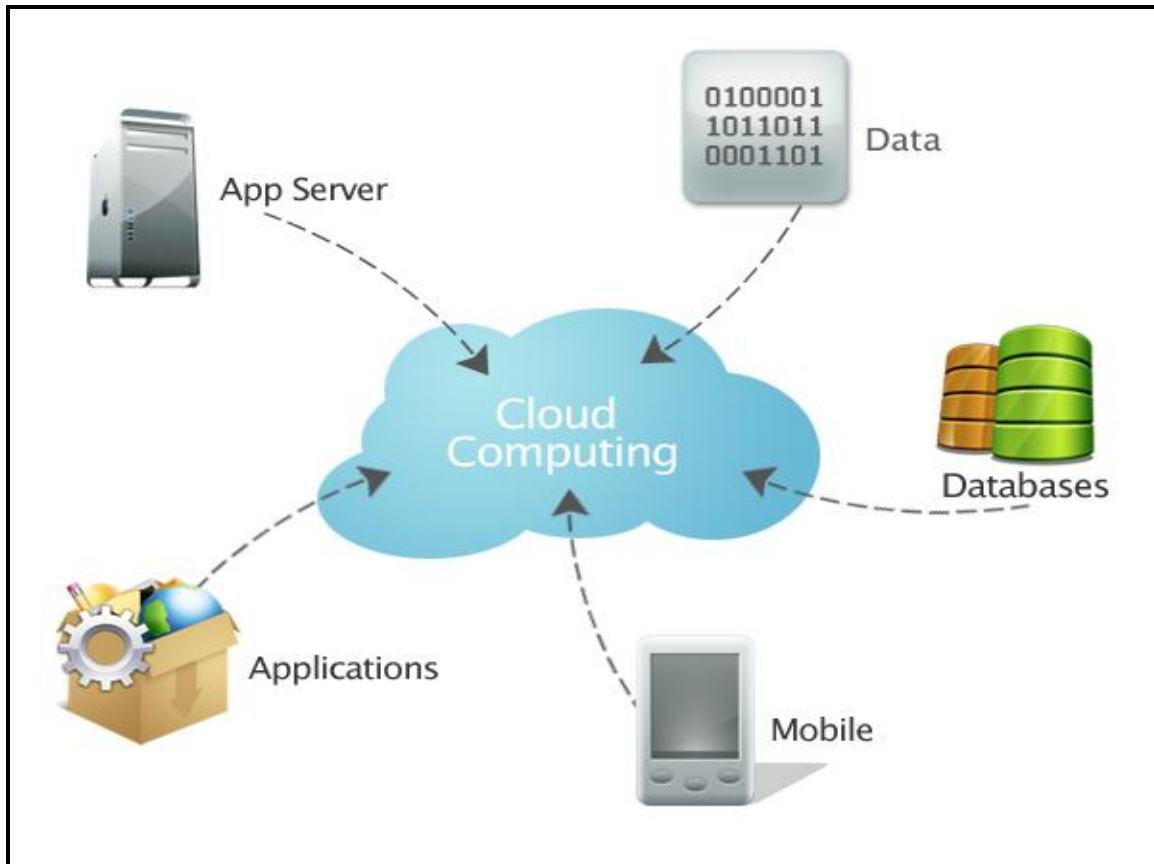 0100001
1011011
0001101
Data
App Server
Cloud
Computing
Databases
Applications
Mobile